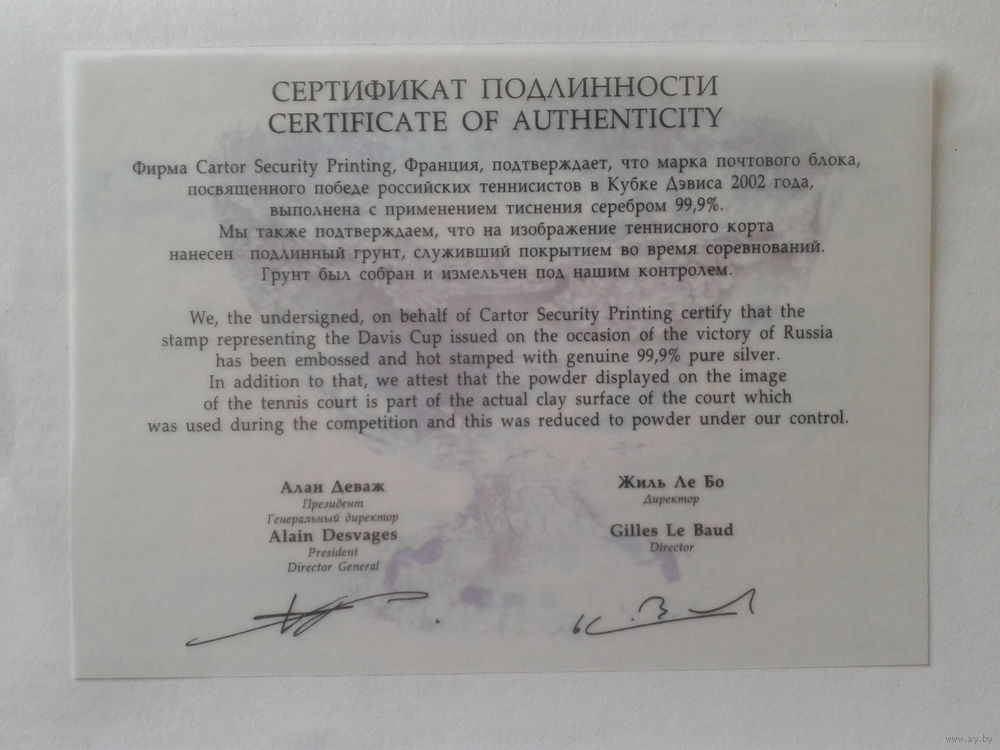 СЕРТИФИКАТ ПОДЛИННОСТИ
CERTIFICATE OF AUTHENTICITY
Фирма Cartor Security Printing, Франция, подтверждает, что марка почтового блока,
посвященного победе российских теннисистов в Кубке Дэвиса 2002 года,
выполнена с применением тиснения серебром 99,9%.
Мы также подтверждаем, что на изображение теннисного корта
нанесен подлинный грунт, служивший покрытием во время соревнований.
Грунт был собран и измельчен под нашим контролем.
We, the undersigned, on behalf of Cartor Security Printing certify that the
stamp representing the Davis Cup issued on the occasion of the victory of Russia
has been embossed and hot stamped with genuine 99,9% pure silver.
In addition to that, we attest that the powder displayed on the image
of the tennis court is part of the actual clay surface of the court which
was used during the competition and this was reduced to powder under our control.
Алан Деваж
Президент
Генеральный директор
Alain Desvages
President
Director General
Жиль Ле Бо
Директор
Gilles Le Baud
Director
www.ay.by